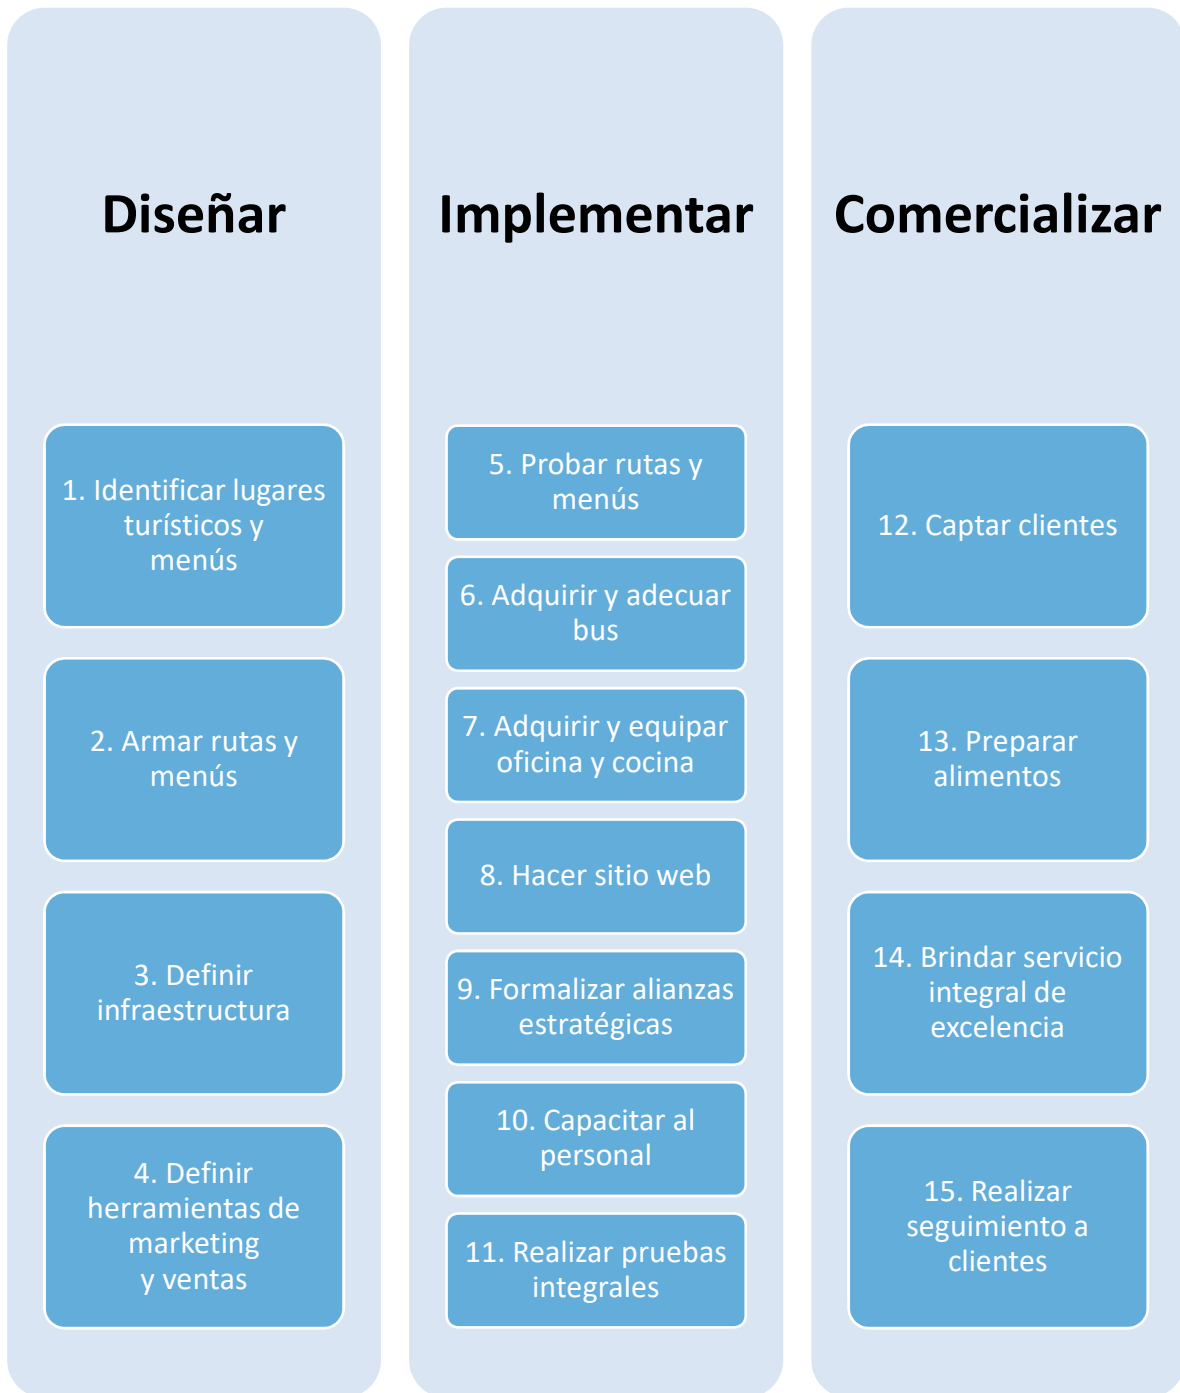 Diseñar
1. Identificar lugares
turísticos y
menús
2. Armar rutas y
menús
3. Definir
infraestructura
4. Definir
herramientas de
marketing
y ventas
Implementar
5. Probar rutas y
menús
6. Adquirir y adecuar
bus
7. Adquirir y equipar
oficina y cocina
8. Hacer sitio web
9. Formalizar alianzas
estratégicas
10. Capacitar al
personal
11. Realizar pruebas
integrales
Comercializar
12. Captar clientes
13. Preparar
alimentos
14. Brindar servicio
integral de
excelencia
15. Realizar
seguimiento a
clientes